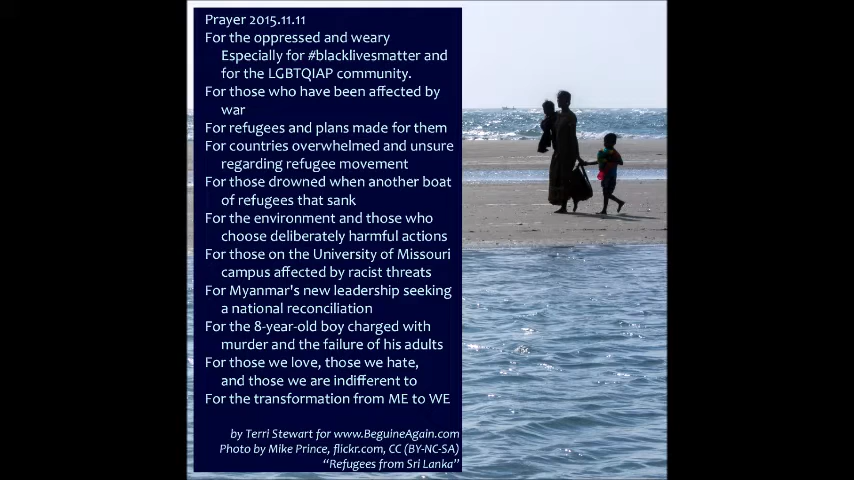 Prayer 2015.11.11
For the oppressed and weary
Especially for #blacklivesmatter and
for the LGBTQIAP community.
For those who have been affected by
war
For refugees and plans made for them
For countries overwhelmed and unsure
regarding refugee movement
For those drowned when another boat
of refugees that sank
For the environment and those who
choose deliberately harmful actions
For those on the University of Missouri
campus affected by racist threats
For Myanmar's new leadership seeking
a national reconciliation
For the 8-year-old boy charged with
murder and the failure of his adults
For those we love, those we hate,
and those we are indifferent to
For the transformation from ME to WE
by Terri Stewart for www.BeguineAgain.com
Photo by Mike Prince, flickr.com, CC (BY-NC-SA)
“Refugees from Sri Lanka”